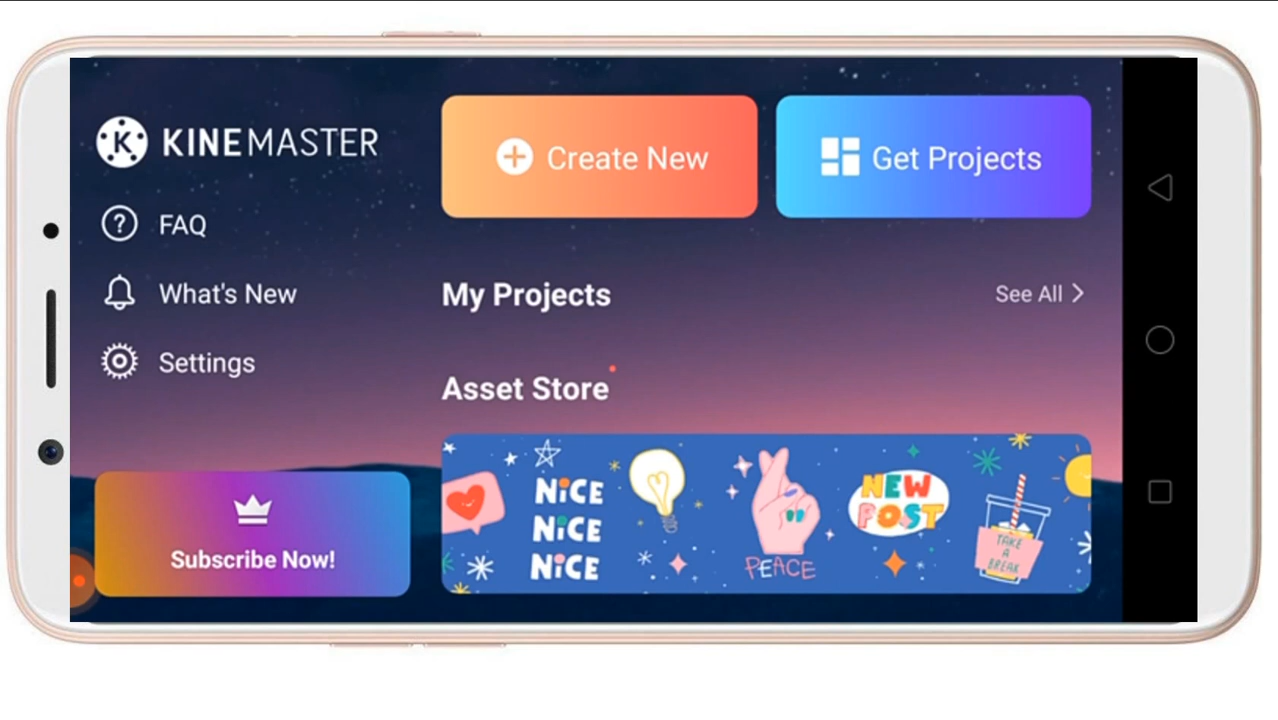 KINEMASTER
FAQ
What's New
Settings
Subscribe Now!
Create New
Get Projects
My Projects
See All
Asset Store
NiCE
NiCE
NiCE
PEACE
NEW
POST
TAKE
A
BREAK